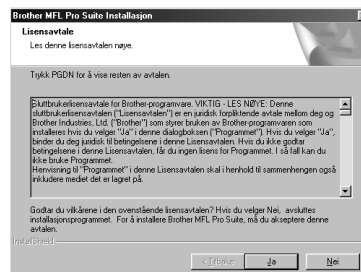 Brother MFL Pro Suite Installasjon
Lisensavtale
Les denne lisensavtalen nøye.
Trykk PGDN for å vise resten av avtalen.
Sluttbrukerlisensavtale for Brother-programvare, VIKTIG - LES NØYE: Denne
sluttbrukerlisensavtalen ("Lisensavtalen") er en juridisk forpliktende avtale mellom deg og
Brother Industries, Ltd. ("Brother") som styrer bruken av Brother-programvaren som
installeres hvis du velger "Ja" i denne dialogboksen ("Programmet"). Hvis du velger "Ja",
binder du deg juridisk til betingelsene i denne Lisensavtalen. Hvis du ikke godtar
betingelsene i denne Lisensavtalen, får du ingen lisens for Programmet. I så fall kan du
ikke bruke Programmet.
Henvisning til "Programmet" i denne Lisensavtalen skal i henhold til sammenhengen også
inkludere mediet det er lagret på.
Godtar du vilkårene i den ovenstående lisensavtalen? Hvis du velger Nei, avsluttes
installasjonsprogrammet. For å installere Brother MFL Pro Suite, må du akseptere denne
avtalen.
InstallShield
< Tilbake Ja Nei